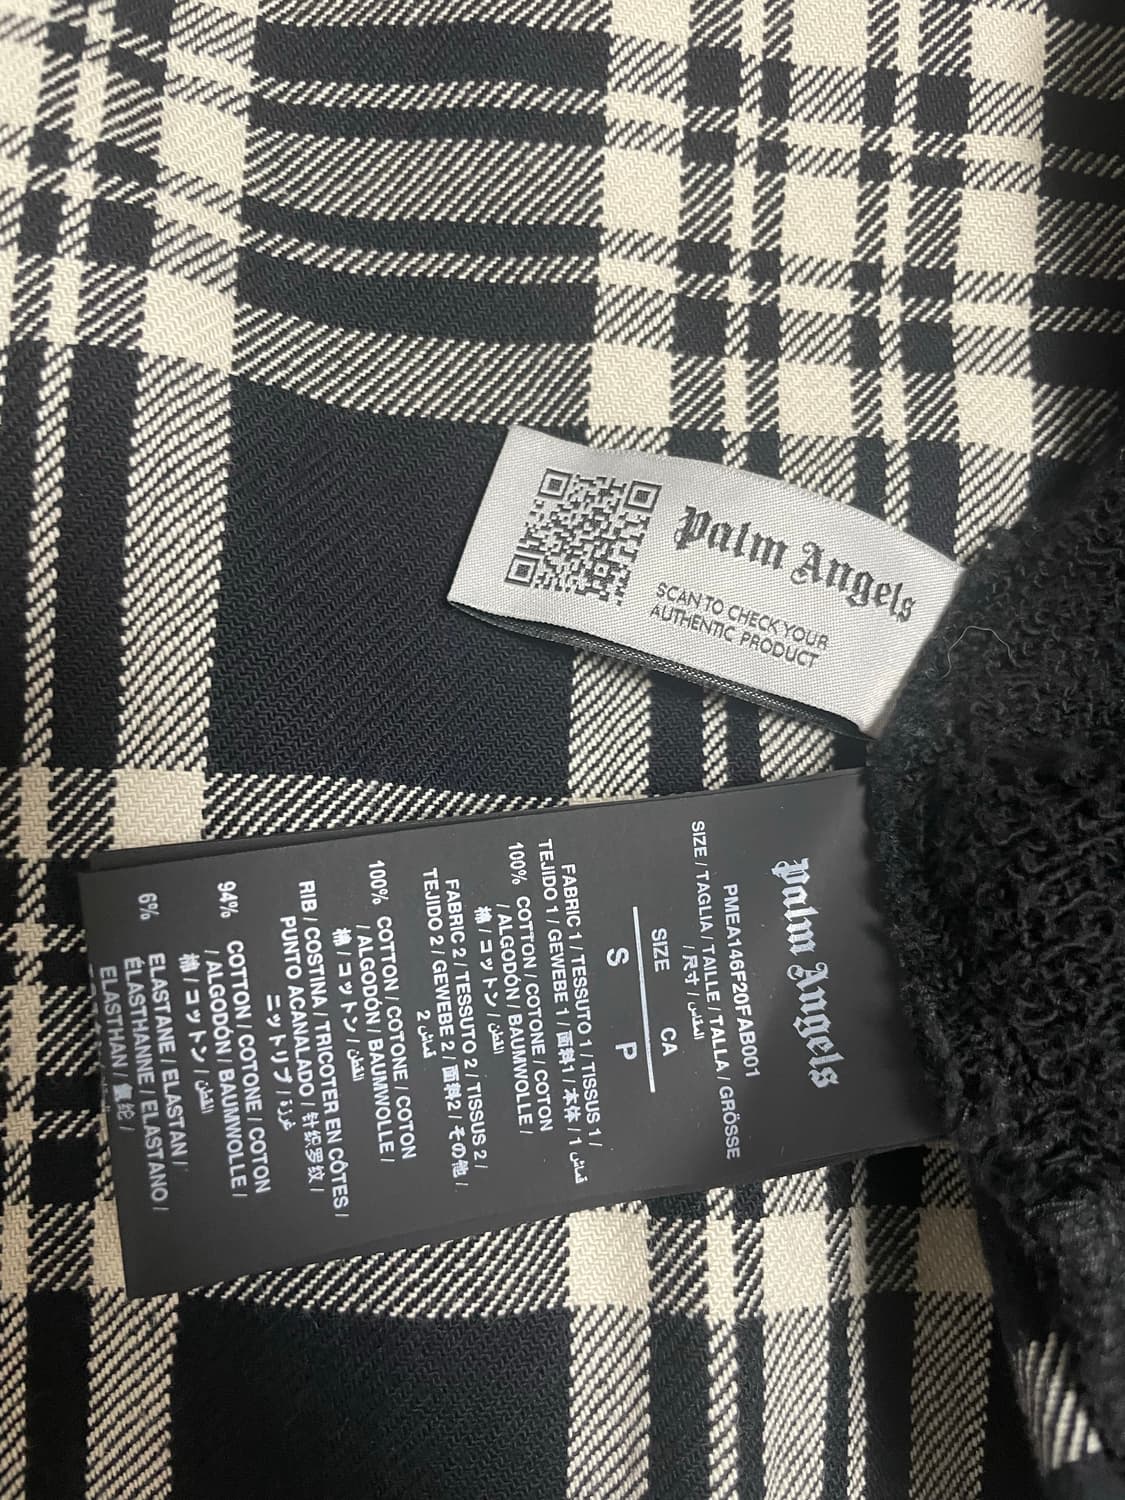 Palm Angels
SCAN TO CHECK YOUR
AUTHENTIC PRODUCT
Palm Angels
PMEA146F20FAB001
SIZE / TAGLIA / TAILLE / TALLA / GRÖSSE
/ 尺寸 / المقاس
SIZE CA
S P
FABRIC 1 / TESSUTO 1 / TISSUS 1 /
TEJIDO 1 / GEWEBE 1 / 面料1 / 本体 / قماش 1
100% COTTON / COTONE / COTON
/ ALGODÓN / BAUMWOLLE /
棉 / コットン / القطن
FABRIC 2 / TESSUTO 2 / TISSUS 2 /
TEJIDO 2 / GEWEBE 2 / 面料2 / その他 /
قماش 2
100% COTTON / COTONE / COTON
/ ALGODÓN / BAUMWOLLE /
棉 / コットン / القطن
RIB / COSTINA / TRICOTER EN CÔTES /
PUNTO ACANALADO / 针织罗纹 /
ニットリブ / غرزة
94% COTTON / COTONE / COTON
/ ALGODÓN / BAUMWOLLE /
棉 / コットン / القطن
6% ELASTANE / ELASTAN /
ÉLASTHANNE / ELASTANO /
ELASTHAN /